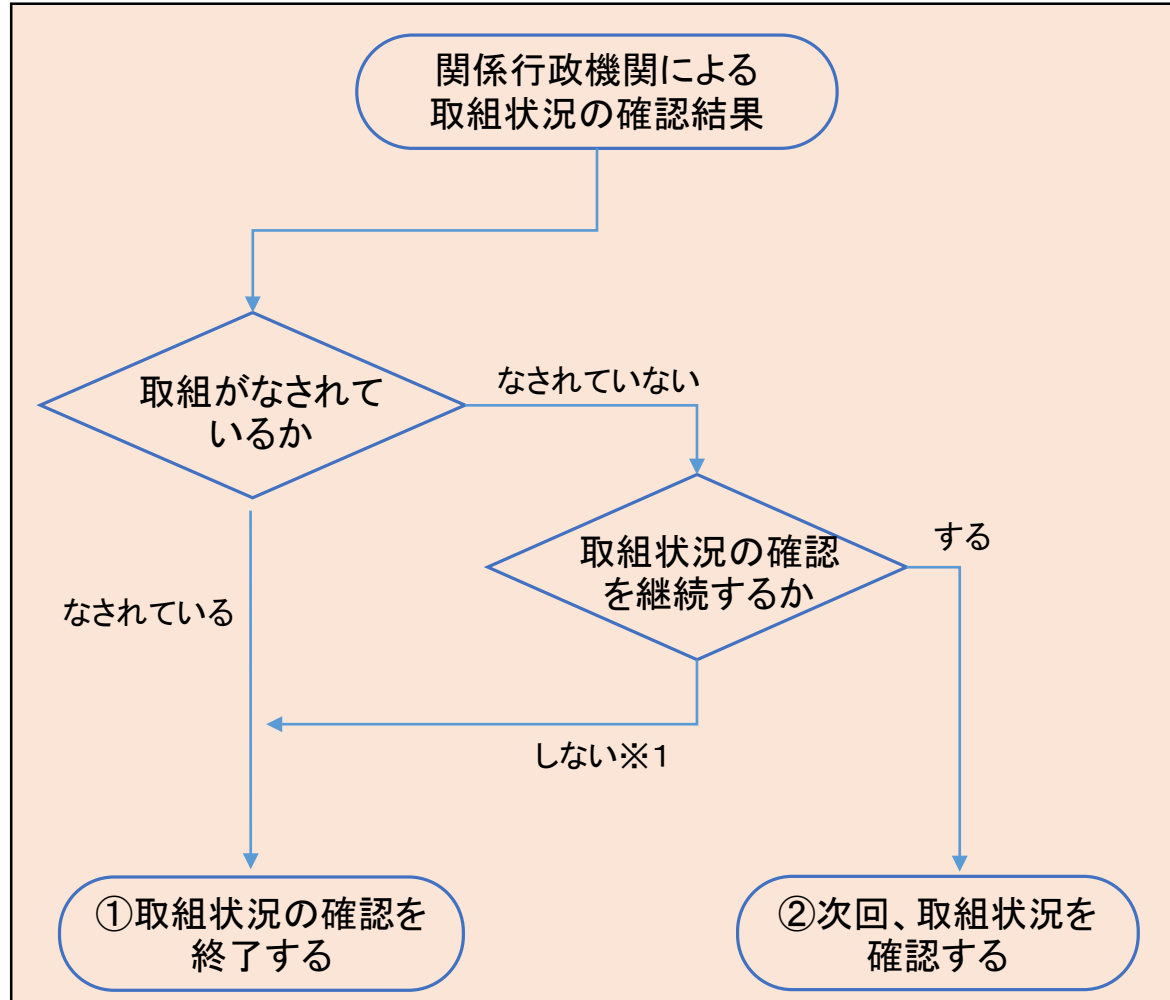 関係行政機関による
取組状況の確認結果
取組がなされて
いるか
なされていない
取組状況の確認
を継続するか
する
なされている
しない※1
①取組状況の確認を
終了する
②次回、取組状況を
確認する